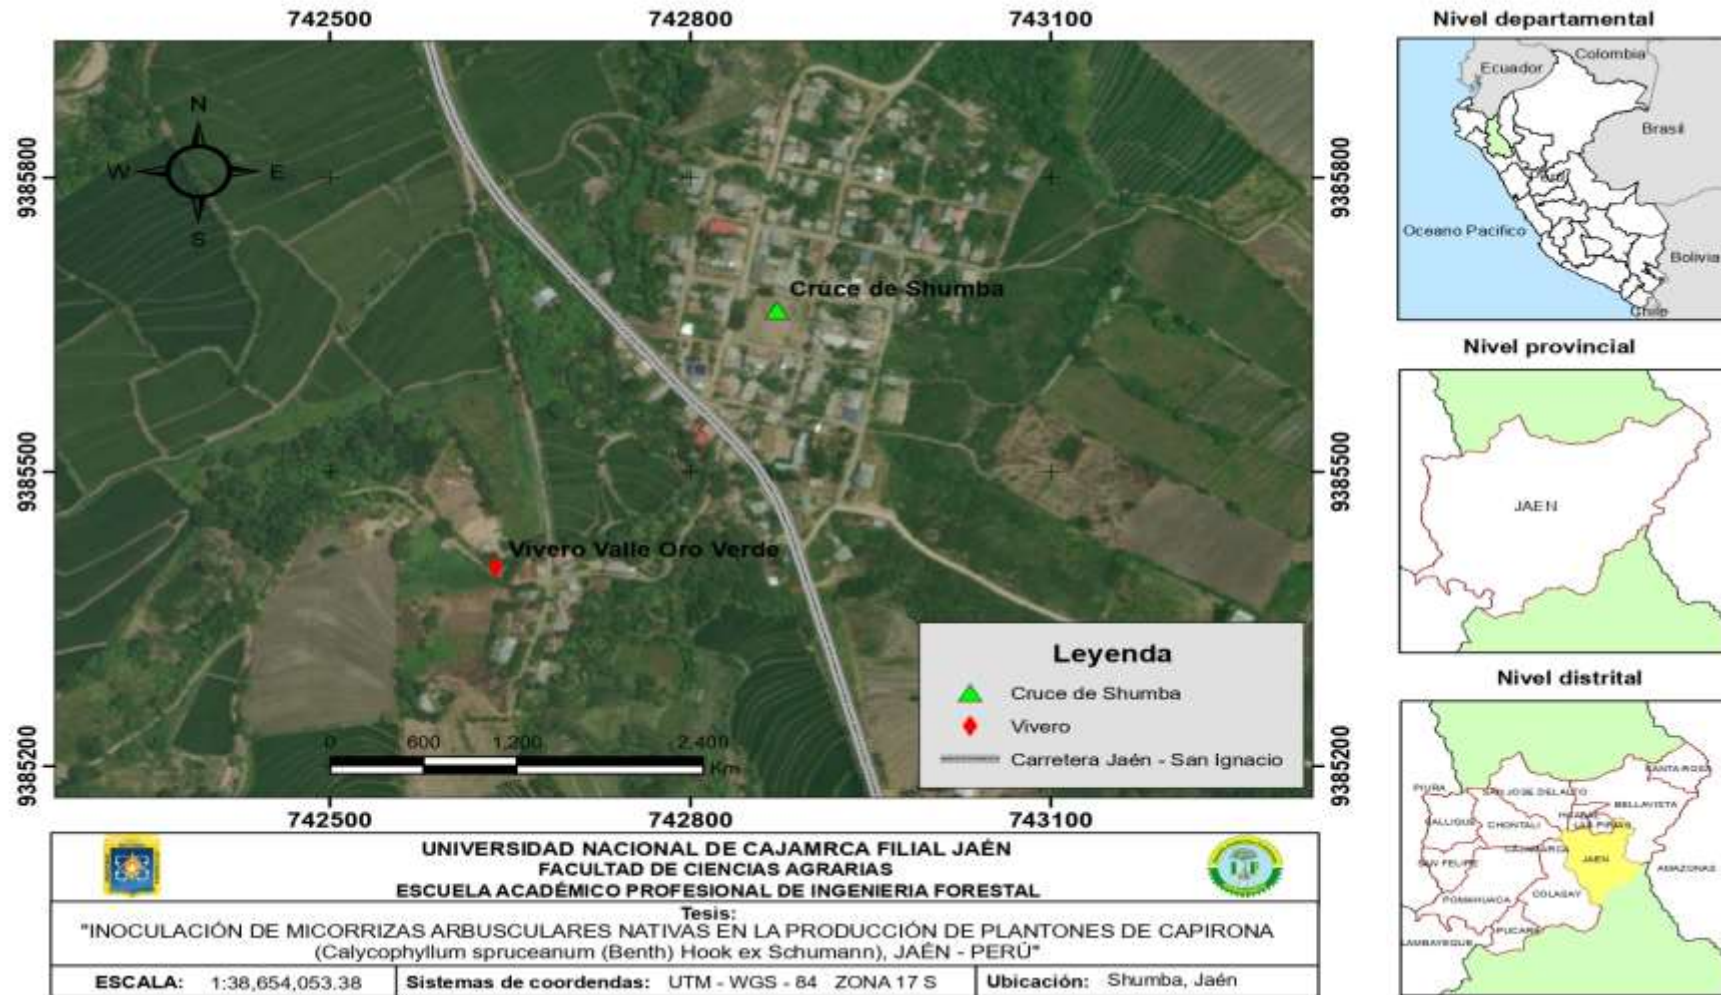 742500 742800 743100
9385800
9385500
9385200
N
W E
S
Cruce de Shumba
Vivero Valle Oro Verde
0 600 1,200 2,400
Km
Leyenda
Cruce de Shumba
Vivero
Carretera Jaén - San Ignacio
9385800
9385500
9385200
742500 742800 743100
Nivel departamental
Colombia
Ecuador
Brasil
Perú
Oceano Pacifico
Bolivia
Chile
Nivel provincial
JAEN
Nivel distrital
SANTA ROSA
PIURA
SAN JOSE DEL ALTO
BELLAVISTA
HUABAL
SALLIQUE
CHONTALI
LAS PIRIAS
CAJAMARCA
SAN FELIPE
JAEN
AMAZONAS
POMAHUACA
COLASAY
PUCARA
LAMBAYEQUE
UNIVERSIDAD NACIONAL DE CAJAMRCA FILIAL JAÉN
FACULTAD DE CIENCIAS AGRARIAS
ESCUELA ACADÉMICO PROFESIONAL DE INGENIERIA FORESTAL
Tesis:
"INOCULACIÓN DE MICORRIZAS ARBUSCULARES NATIVAS EN LA PRODUCCIÓN DE PLANTONES DE CAPIRONA
(Calycophyllum spruceanum (Benth) Hook ex Schumann), JAÉN - PERÚ"
ESCALA: 1:38,654,053.38
Sistemas de coordendas: UTM - WGS - 84 ZONA 17 S
Ubicación: Shumba, Jaén